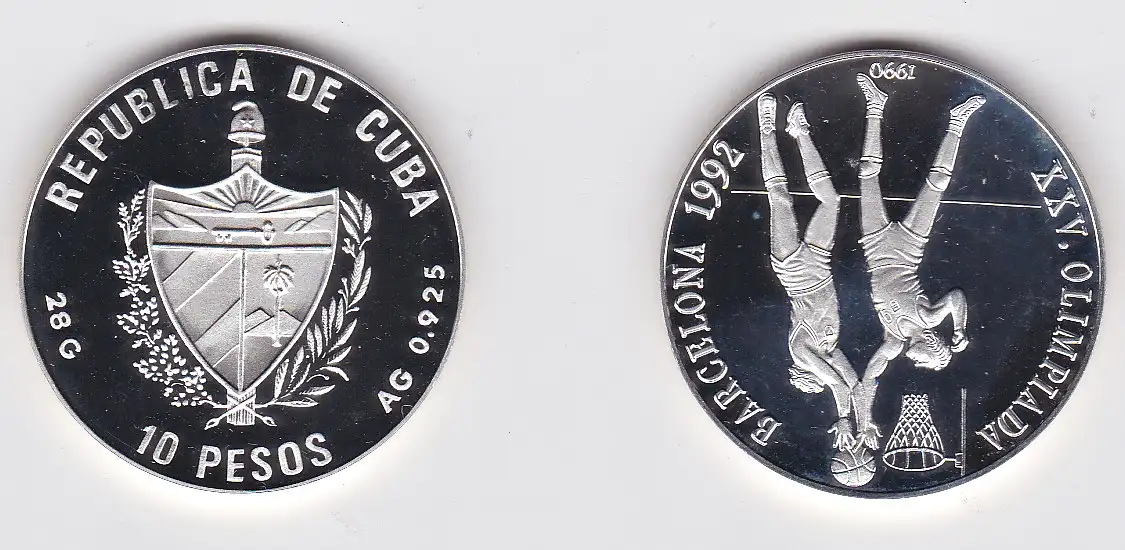 REPUBLICA DE CUBA
28 G
AG 0.925
10 PESOS
BARCELONA 1992
XXV. OLIMPIADA
1990